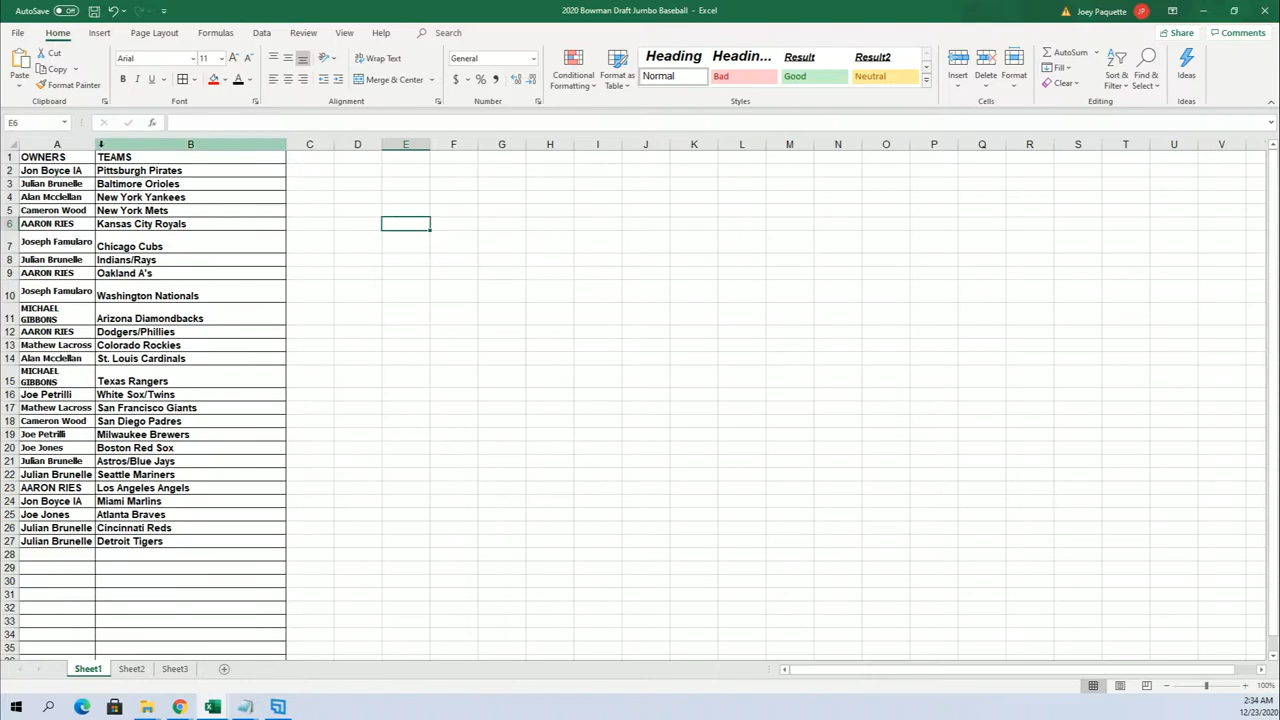 AutoSave Off 2020 Bowman Draft Jumbo Baseball - Excel Joey Paquette JP
File Home Insert Page Layout Formulas Data Review View Help Search Share Comments
Paste Cut Copy Format Painter Clipboard
Arial 11 A A B I U A Font
Wrap Text Merge & Center Alignment
General $ % , Number
Conditional Formatting Format as Table
Heading Headin... Result Result2
Normal Bad Good Neutral
Styles
Insert Delete Format Cells
AutoSum Fill Clear Sort & Filter Find & Select Editing
Ideas Ideas
E6 fx
A B C D E F G H I J K L M N O P Q R S T U V
1 OWNERS TEAMS
2 Jon Boyce IA Pittsburgh Pirates
3 Julian Brunelle Baltimore Orioles
4 Alan Mcclellan New York Yankees
5 Cameron Wood New York Mets
6 AARON RIES Kansas City Royals
7 Joseph Famularo Chicago Cubs
8 Julian Brunelle Indians/Rays
9 AARON RIES Oakland A's
10 Joseph Famularo Washington Nationals
11 MICHAEL GIBBONS Arizona Diamondbacks
12 AARON RIES Dodgers/Phillies
13 Mathew Lacross Colorado Rockies
14 Alan Mcclellan St. Louis Cardinals
15 MICHAEL GIBBONS Texas Rangers
16 Joe Petrilli White Sox/Twins
17 Mathew Lacross San Francisco Giants
18 Cameron Wood San Diego Padres
19 Joe Petrilli Milwaukee Brewers
20 Joe Jones Boston Red Sox
21 Julian Brunelle Astros/Blue Jays
22 Julian Brunelle Seattle Mariners
23 AARON RIES Los Angeles Angels
24 Jon Boyce IA Miami Marlins
25 Joe Jones Atlanta Braves
26 Julian Brunelle Cincinnati Reds
27 Julian Brunelle Detroit Tigers
28
29
30
31
32
33
34
35
Sheet1 Sheet2 Sheet3
100%
2:34 AM
12/23/2020